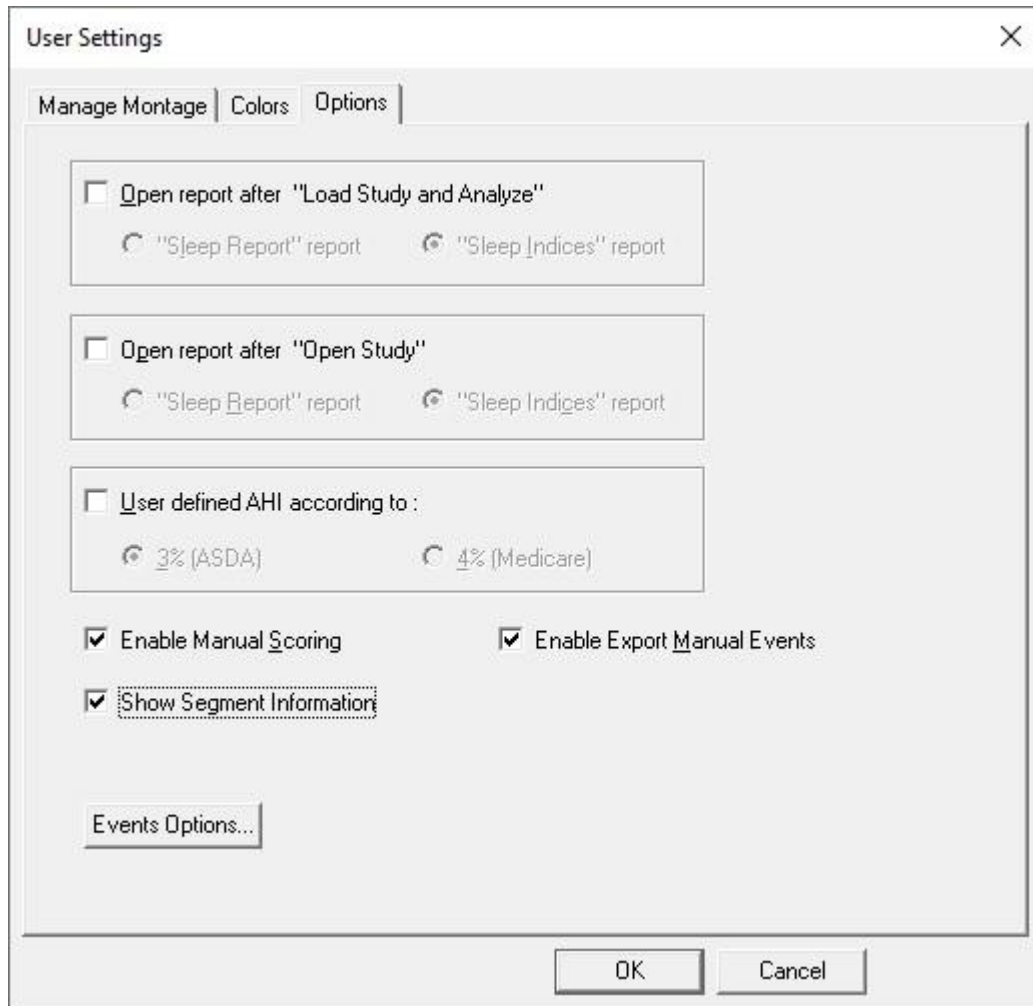 User Settings
Manage Montage Colors Options
Open report after "Load Study and Analyze"
"Sleep Report" report "Sleep Indices" report
Open report after "Open Study"
"Sleep Report" report "Sleep Indices" report
User defined AHI according to :
3% (ASDA) 4% (Medicare)
Enable Manual Scoring Enable Export Manual Events
Show Segment Information
Events Options...
OK Cancel